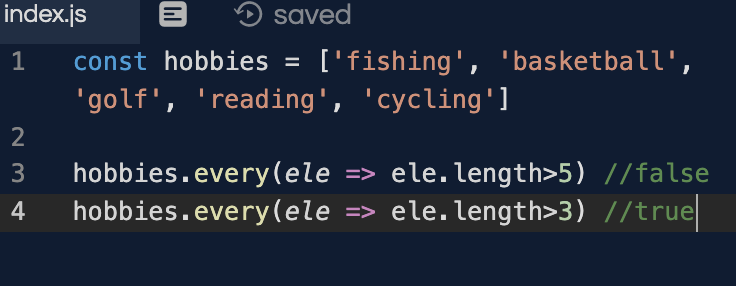 index.js saved
1 const hobbies = ['fishing', 'basketball',
'golf', 'reading', 'cycling']
2
3 hobbies.every(ele => ele.length>5) //false
4 hobbies.every(ele => ele.length>3) //true